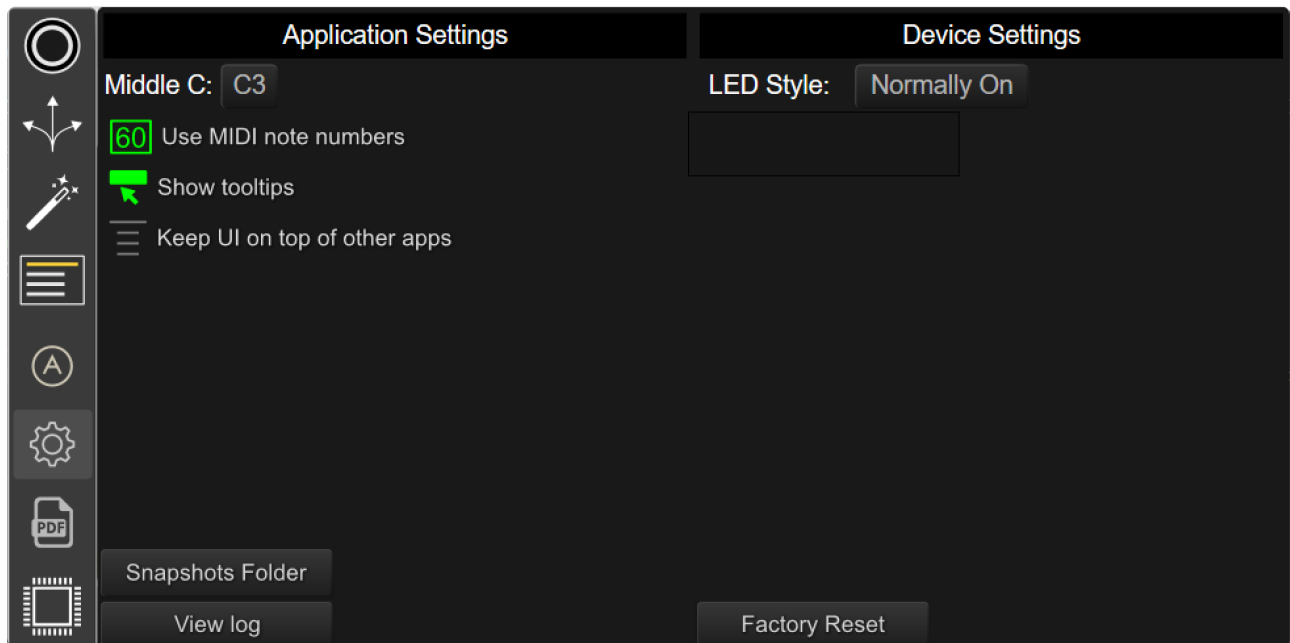 Application Settings
Device Settings
Middle C: C3
LED Style: Normally On
60 Use MIDI note numbers
Show tooltips
Keep UI on top of other apps
A
PDF
Snapshots Folder
View log
Factory Reset